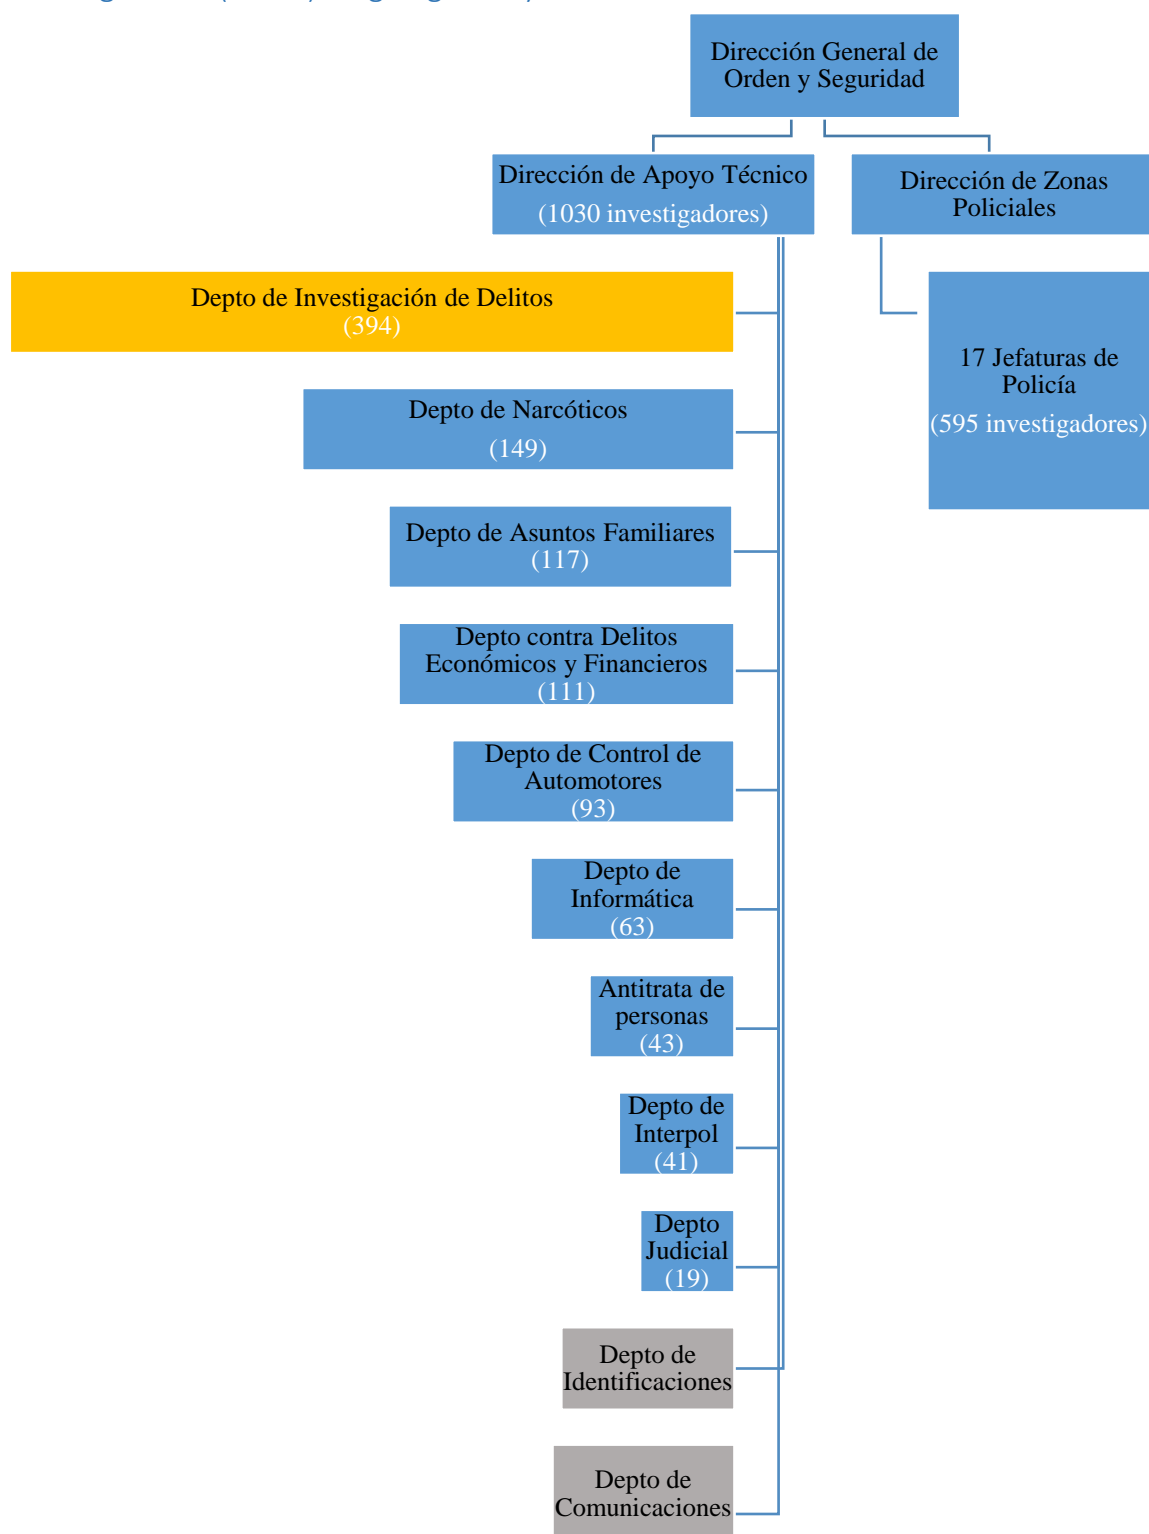 Dirección General de
Orden y Seguridad
Dirección de Apoyo Técnico
(1030 investigadores)
Dirección de Zonas
Policiales
Depto de Investigación de Delitos
(394)
17 Jefaturas de
Policía
(595 investigadores)
Depto de Narcóticos
(149)
Depto de Asuntos Familiares
(117)
Depto contra Delitos
Económicos y Financieros
(111)
Depto de Control de
Automotores
(93)
Depto de
Informática
(63)
Antitrata de
personas
(43)
Depto de
Interpol
(41)
Depto
Judicial
(19)
Depto de
Identificaciones
Depto de
Comunicaciones